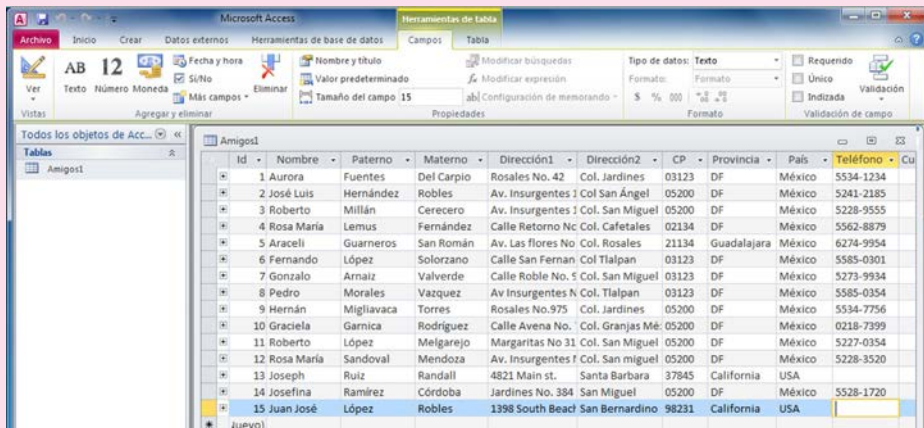 Microsoft Access
Herramientas de tabla
Archivo Inicio Crear Datos externos Herramientas de base de datos Campos Tabla
Ver
AB Texto
12 Número
Moneda
Fecha y hora
Sí/No
Más campos
Eliminar
Nombre y título
Valor predeterminado
Tamaño del campo 15
Modificar búsquedas
fx Modificar expresión
ab Configuración de memorando
Tipo de datos: Texto
Formato: Formato
$ % 000
Requerido
Único
Indizada
Validación
Vistas Agregar y eliminar Propiedades Formato Validación de campo
Todos los objetos de Acc...
Tablas
Amigos1
Amigos1
Id Nombre Paterno Materno Dirección1 Dirección2 CP Provincia País Teléfono Cu
1 Aurora Fuentes Del Carpio Rosales No. 42 Col. Jardines 03123 DF México 5534-1234
2 José Luis Hernández Robles Av. Insurgentes 1 Col San Ángel 05200 DF México 5241-2185
3 Roberto Millán Cerecero Av. Insurgentes 1 Col. San Miguel 05200 DF México 5228-9555
4 Rosa María Lemus Fernández Calle Retorno No Col. Cafetales 02134 DF México 5562-8879
5 Araceli Guarneros San Román Av. Las flores No Col. Rosales 21134 Guadalajara México 6274-9954
6 Fernando López Solorzano Calle San Fernan Col Tlalpan 03123 DF México 5585-0301
7 Gonzalo Arnaiz Valverde Calle Roble No. 5 Col. San Miguel 03123 DF México 5273-9934
8 Pedro Morales Vazquez Av Insurgentes N Col. Tlalpan 03123 DF México 5585-0354
9 Hernán Migliavaca Torres Rosales No.975 Col. Jardines 05200 DF México 5534-7756
10 Graciela Garnica Rodríguez Calle Avena No. Col. Granjas Mé 05200 DF México 0218-7399
11 Roberto López Melgarejo Margaritas No 31 Col. San Miguel 05200 DF México 5227-0354
12 Rosa María Sandoval Mendoza Av. Insurgentes Col. San miguel 05200 DF México 5228-3520
13 Joseph Ruiz Randall 4821 Main st. Santa Barbara 37845 California USA
14 Josefina Ramírez Córdoba Jardines No. 384 San Miguel 05200 DF México 5528-1720
15 Juan José López Robles 1398 South Beach San Bernardino 98231 California USA
uevo)